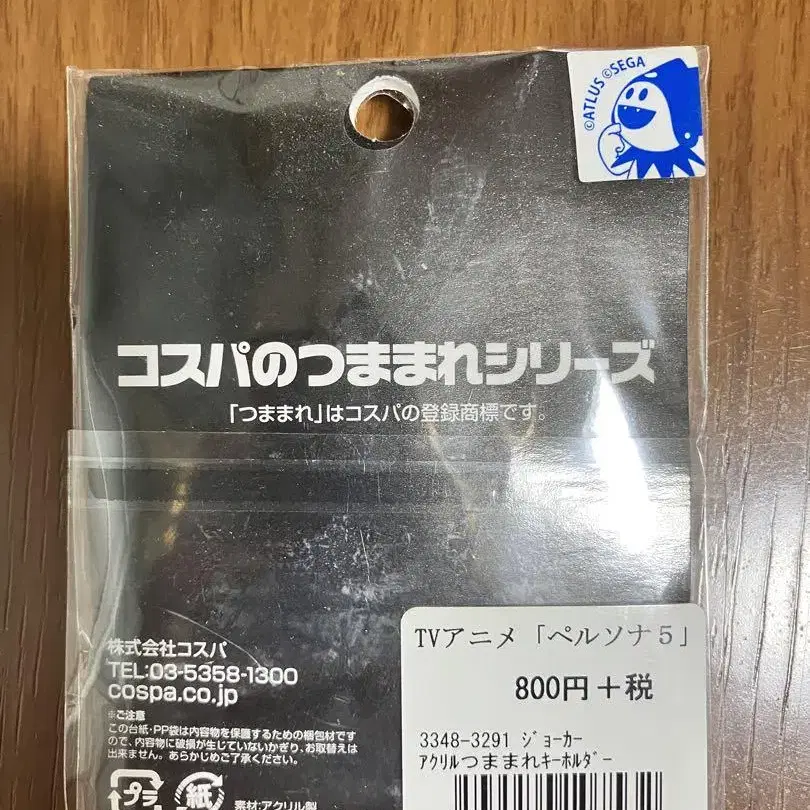 ©ATLUS ©SEGA
コスパのつままれシリーズ
「つままれ」はコスパの登録商標です。
株式会社コスパ
TEL:03-5358-1300
cospa.co.jp
※ご注意
この台紙・PP袋は内容物を保護するための梱包材ですので、
内容物に破損が生じていないかぎり、お取替えは
出来ません。あらかじめご了承ください。
プラ
紙
素材:アクリル製
TVアニメ「ペルソナ5」
800円+税
3348-3291 ジョーカー
アクリルつままれキーホルダー